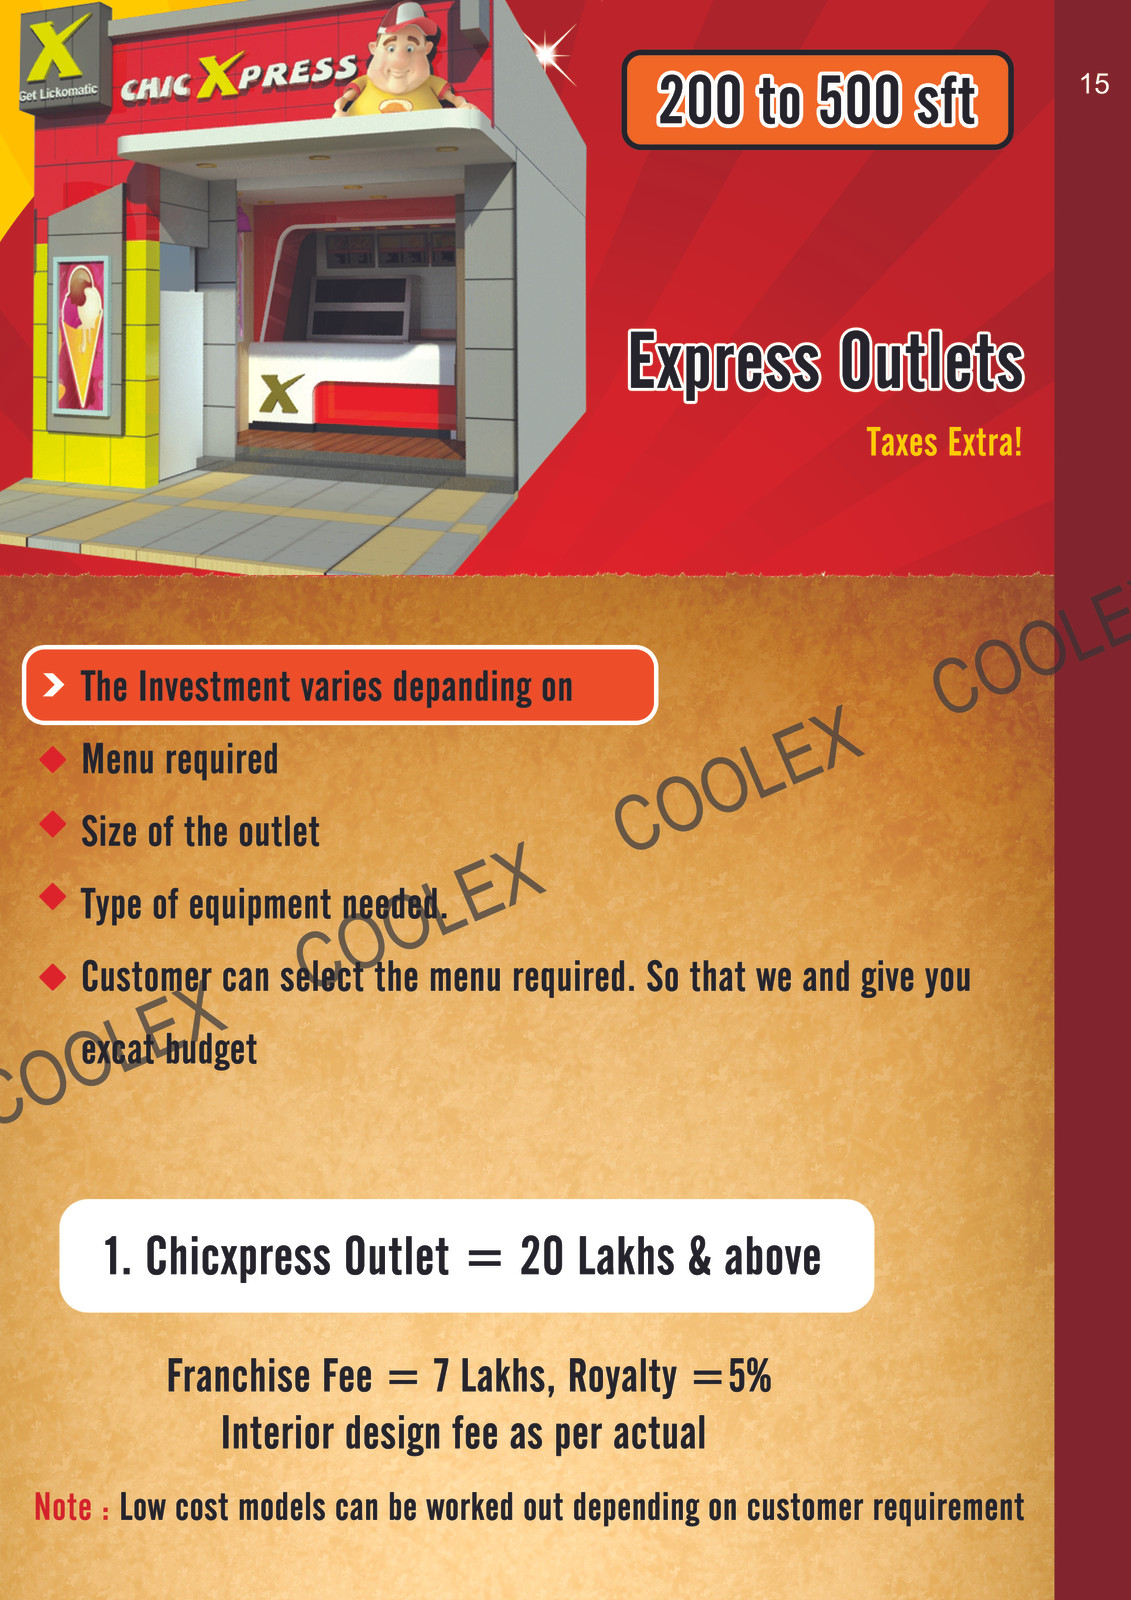 Get Lickomatic
CHIC XPRESS
200 to 500 sft
15
Express Outlets
Taxes Extra!
The Investment varies depanding on
Menu required
Size of the outlet
Type of equipment needed.
Customer can select the menu required. So that we and give you
excat budget
COOLEX
COOLEX
COOLEX
COOLEX
1. Chicxpress Outlet = 20 Lakhs & above
Franchise Fee = 7 Lakhs, Royalty =5%
Interior design fee as per actual
Note : Low cost models can be worked out depending on customer requirement